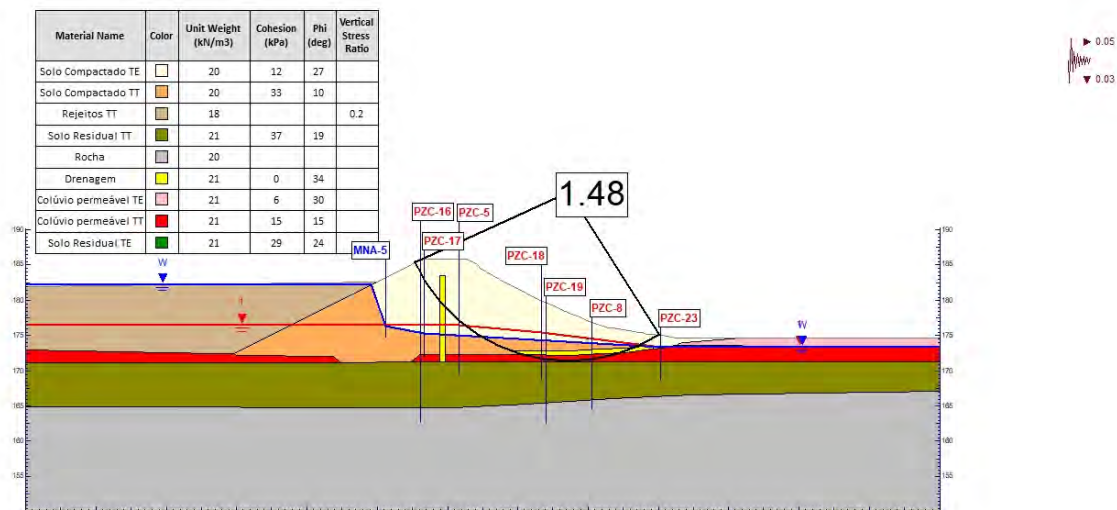 Material Name Color Unit Weight (kN/m3) Cohesion (kPa) Phi (deg) Vertical Stress Ratio
Solo Compactado TE 20 12 27
Solo Compactado TT 20 33 10
Rejeitos TT 18 0.2
Solo Residual TT 21 37 19
Rocha 20
Drenagem 21 0 34
Colúvio permeável TE 21 6 30
Colúvio permeável TT 21 15 15
Solo Residual TE 21 29 24
0.05
0.03
1.48
PZC-16 PZC-5
MNA-5 PZC-17 PZC-18
PZC-19
PZC-8 PZC-23
W
W
190 190
185 185
180 180
175 175
170 170
165 165
160 160
155 155